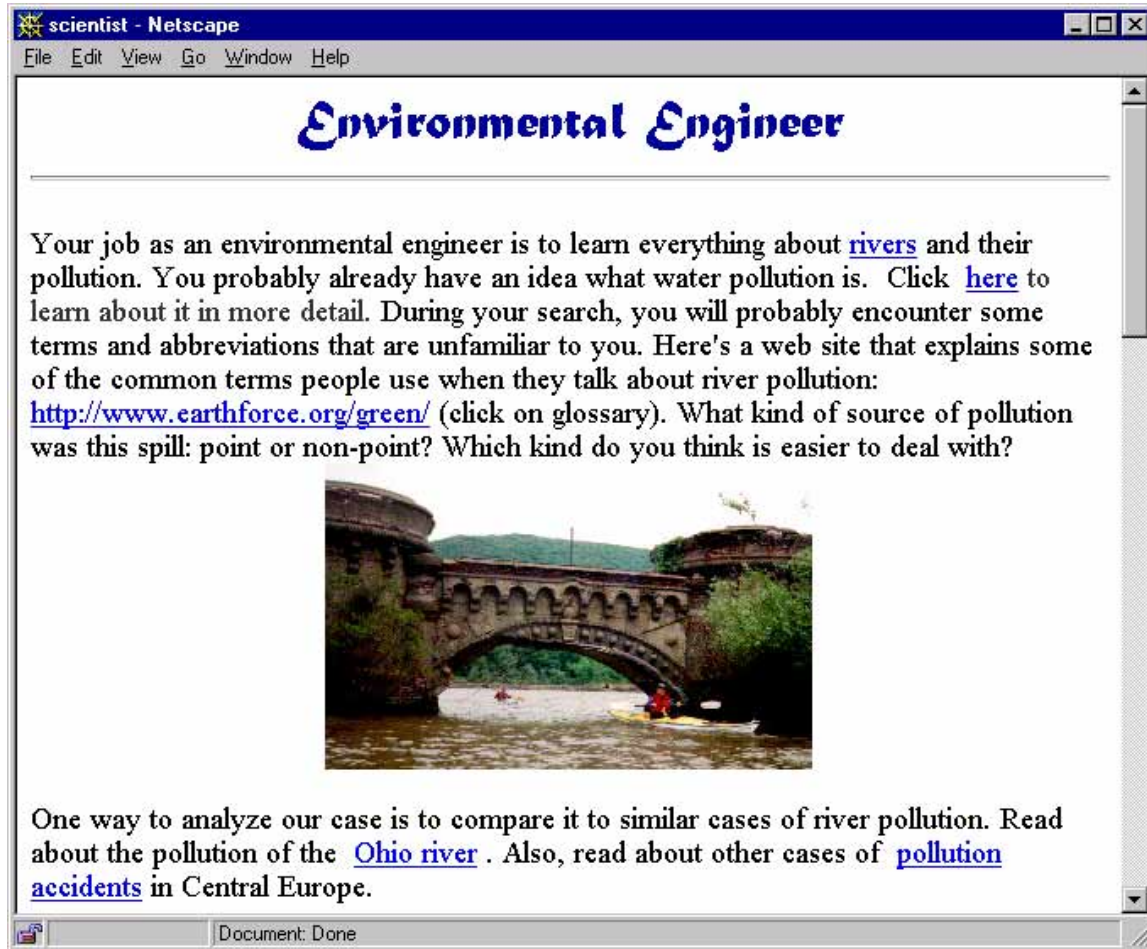 scientist - Netscape
File Edit View Go Window Help
Environmental Engineer
Your job as an environmental engineer is to learn everything about rivers and their
pollution. You probably already have an idea what water pollution is.  Click  here to
learn about it in more detail. During your search, you will probably encounter some
terms and abbreviations that are unfamiliar to you. Here's a web site that explains some
of the common terms people use when they talk about river pollution:
http://www.earthforce.org/green/ (click on glossary). What kind of source of pollution
was this spill: point or non-point? Which kind do you think is easier to deal with?
One way to analyze our case is to compare it to similar cases of river pollution. Read
about the pollution of the  Ohio river . Also, read about other cases of  pollution
accidents in Central Europe.
Document: Done